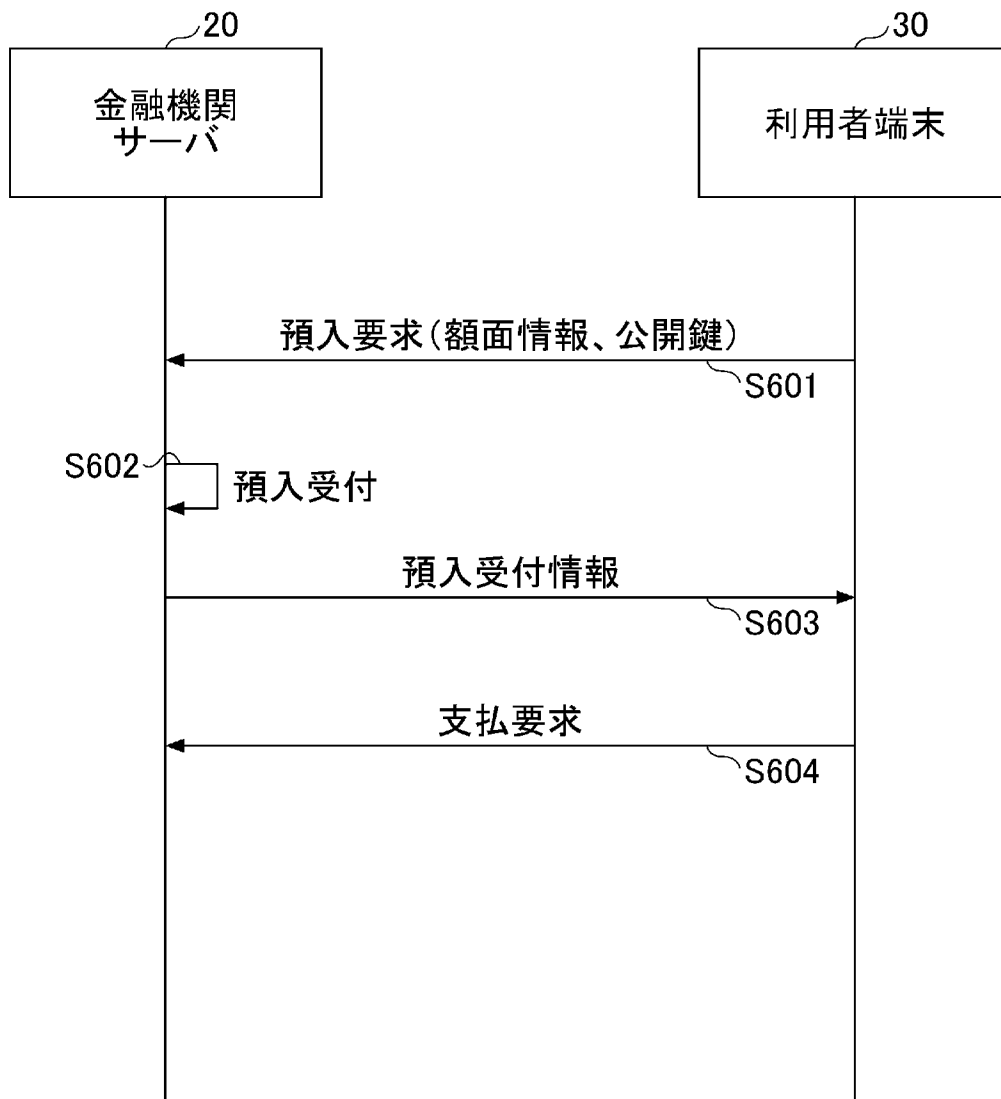 20
30
金融機関
サーバ
利用者端末
預入要求(額面情報、公開鍵)
S601
S602
預入受付
預入受付情報
S603
支払要求
S604